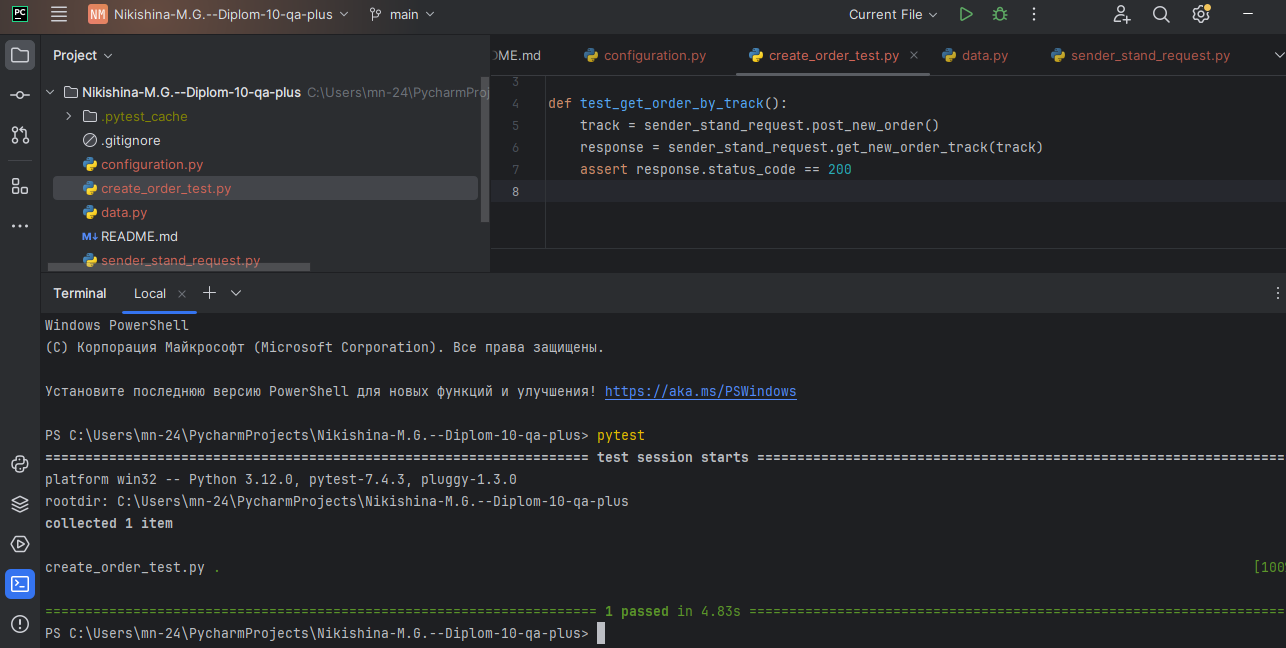 PC NM Nikishina-M.G.--Diplom-10-qa-plus main Current File
Project
Nikishina-M.G.--Diplom-10-qa-plus C:\Users\mn-24\PycharmProj
.pytest_cache
.gitignore
configuration.py
create_order_test.py
data.py
M↓ README.md
sender_stand_request.py
ME.md configuration.py create_order_test.py data.py sender_stand_request.py
3
4 def test_get_order_by_track():
5 track = sender_stand_request.post_new_order()
6 response = sender_stand_request.get_new_order_track(track)
7 assert response.status_code == 200
8
Terminal Local
Windows PowerShell
(C) Корпорация Майкрософт (Microsoft Corporation). Все права защищены.
Установите последнюю версию PowerShell для новых функций и улучшения! https://aka.ms/PSWindows
PS C:\Users\mn-24\PycharmProjects\Nikishina-M.G.--Diplom-10-qa-plus> pytest
==================================================================== test session starts ==================================================================
platform win32 -- Python 3.12.0, pytest-7.4.3, pluggy-1.3.0
rootdir: C:\Users\mn-24\PycharmProjects\Nikishina-M.G.--Diplom-10-qa-plus
collected 1 item
create_order_test.py . [100%
===================================================================== 1 passed in 4.83s ===================================================================
PS C:\Users\mn-24\PycharmProjects\Nikishina-M.G.--Diplom-10-qa-plus>